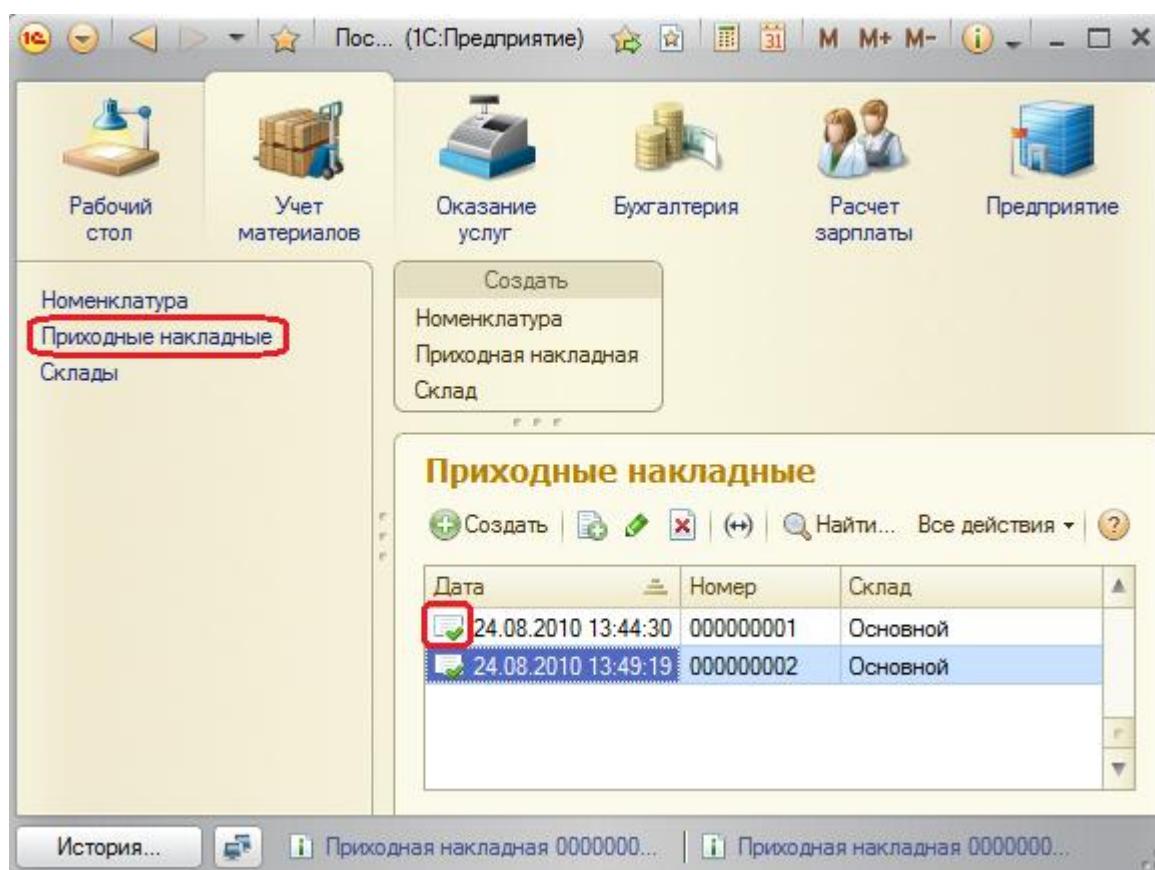 1С Пос... (1С:Предприятие) 31 M M+ M-
Рабочий стол
Учет материалов
Оказание услуг
Бухгалтерия
Расчет зарплаты
Предприятие
Номенклатура
Приходные накладные
Склады
Создать
Номенклатура
Приходная накладная
Склад
Приходные накладные
Создать Найти... Все действия ?
Дата Номер Склад
24.08.2010 13:44:30 000000001 Основной
24.08.2010 13:49:19 000000002 Основной
История... Приходная накладная 0000000... Приходная накладная 0000000...